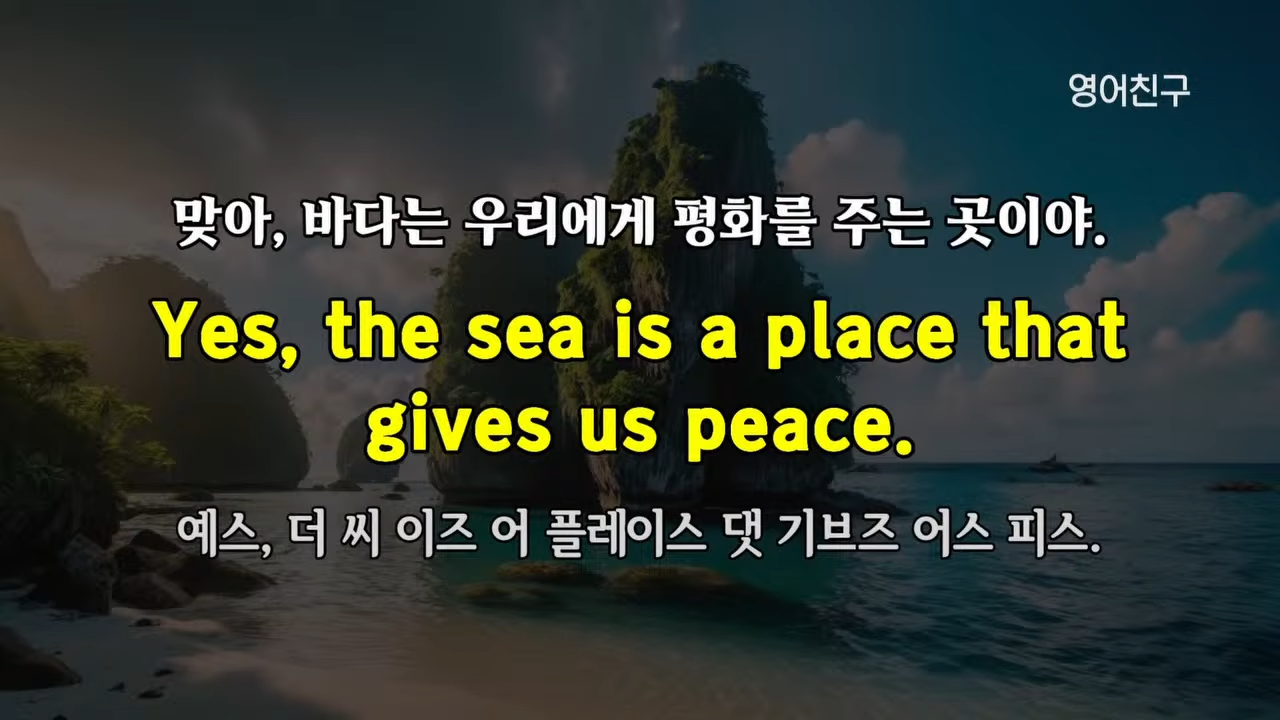 영어친구
맞아, 바다는 우리에게 평화를 주는 곳이야.
Yes, the sea is a place that
gives us peace.
예스, 더 씨 이즈 어 플레이스 댓 기브즈 어스 피스.